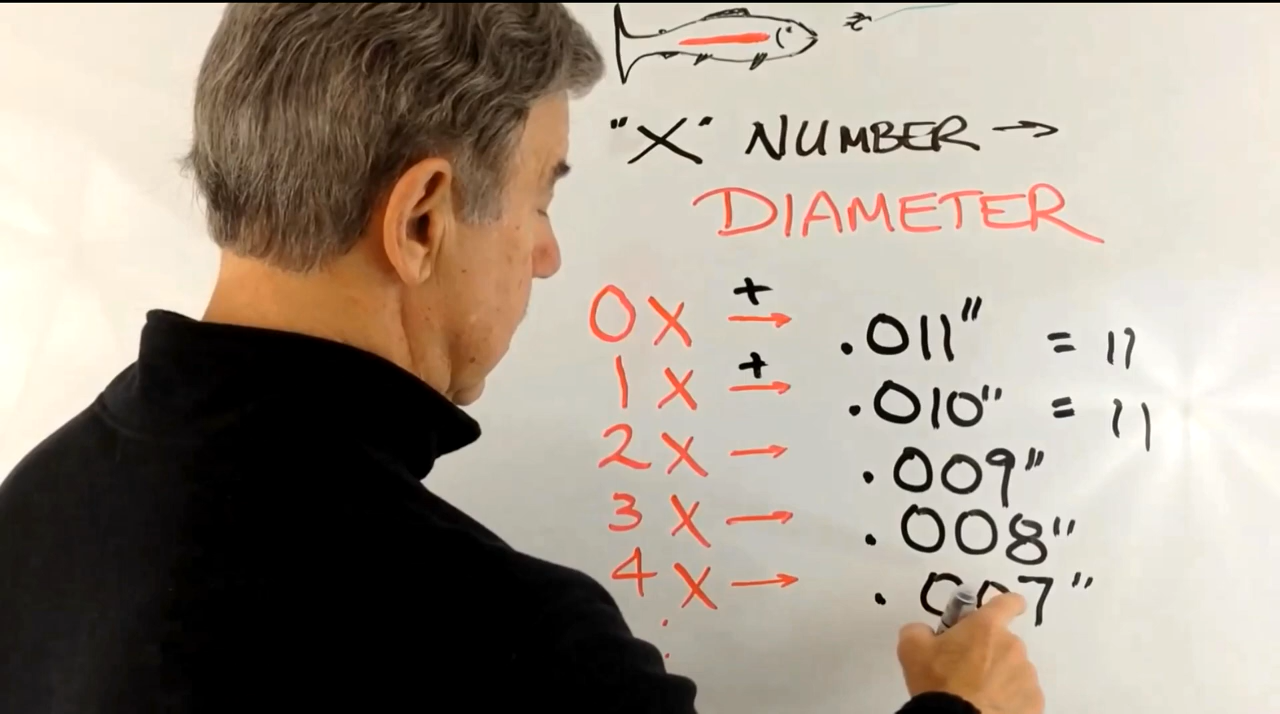 "X" NUMBER →
DIAMETER
0X +→ .011" = 11
1X +→ .010" = 11
2X → .009"
3X → .008"
4X → .007"